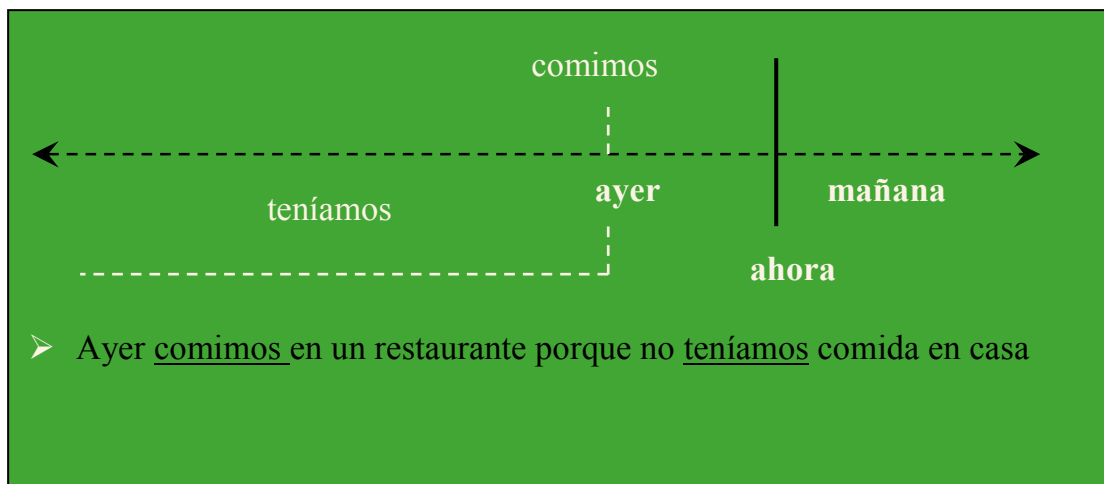 comimos
ayer
mañana
teníamos
ahora
➢ Ayer comimos en un restaurante porque no teníamos comida en casa